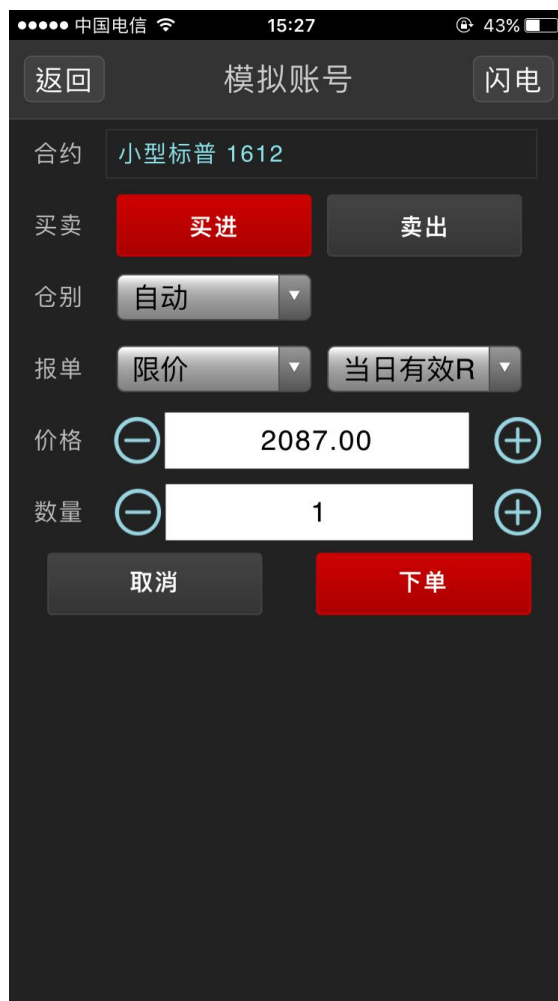 中国电信 15:27 43%
返回 模拟账号 闪电
合约 小型标普 1612
买卖 买进 卖出
仓别 自动
报单 限价 当日有效R
价格 2087.00
数量 1
取消 下单